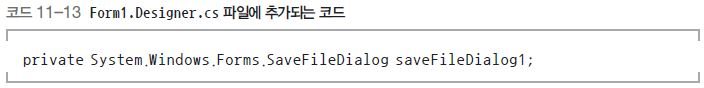 코드 11-13 Form1.Designer.cs 파일에 추가되는 코드
private System.Windows.Forms.SaveFileDialog saveFileDialog1;